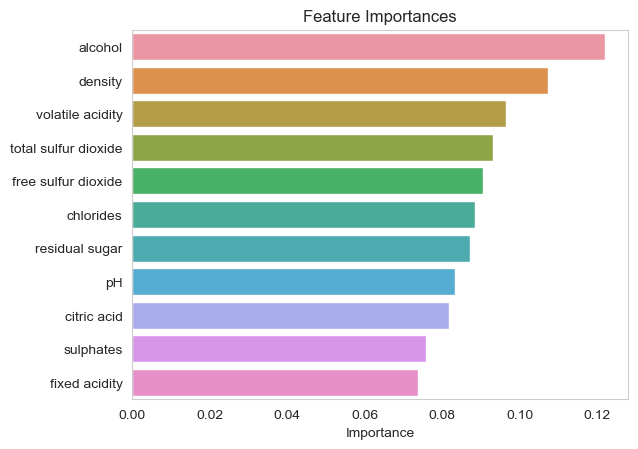 Feature Importances
alcohol
density
volatile acidity
total sulfur dioxide
free sulfur dioxide
chlorides
residual sugar
pH
citric acid
sulphates
fixed acidity
0.00 0.02 0.04 0.06 0.08 0.10 0.12
Importance